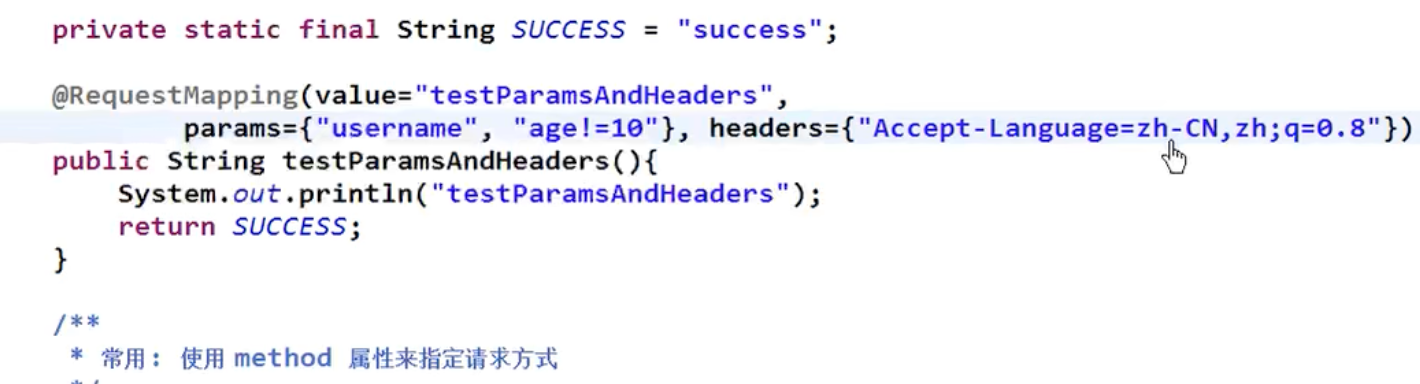 private static final String SUCCESS = "success";
@RequestMapping(value="testParamsAndHeaders",
params={"username", "age!=10"}, headers={"Accept-Language=zh-CN,zh;q=0.8"})
public String testParamsAndHeaders(){
System.out.println("testParamsAndHeaders");
return SUCCESS;
}
/**
* 常用: 使用 method 属性来指定请求方式